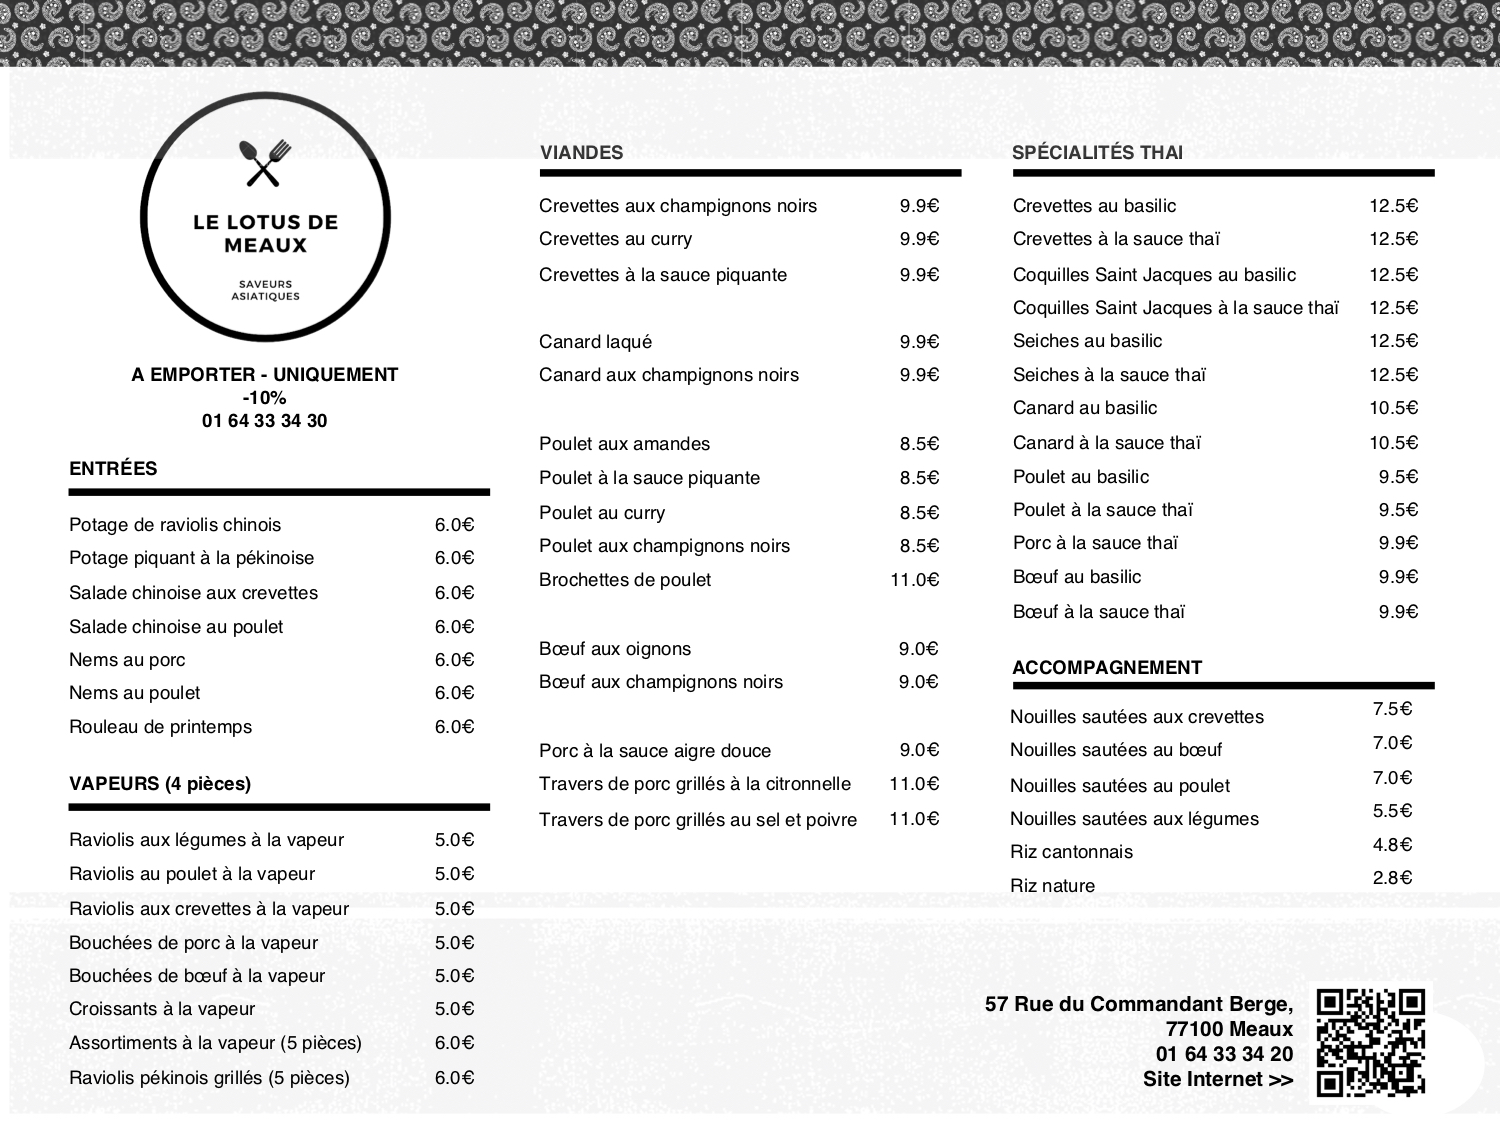 LE LOTUS DE
MEAUX
SAVEURS
ASIATIQUES
A EMPORTER - UNIQUEMENT
-10%
01 64 33 34 30
ENTRÉES
Potage de raviolis chinois 6.0€
Potage piquant à la pékinoise 6.0€
Salade chinoise aux crevettes 6.0€
Salade chinoise au poulet 6.0€
Nems au porc 6.0€
Nems au poulet 6.0€
Rouleau de printemps 6.0€
VAPEURS (4 pièces)
Raviolis aux légumes à la vapeur 5.0€
Raviolis au poulet à la vapeur 5.0€
Raviolis aux crevettes à la vapeur 5.0€
Bouchées de porc à la vapeur 5.0€
Bouchées de bœuf à la vapeur 5.0€
Croissants à la vapeur 5.0€
Assortiments à la vapeur (5 pièces) 6.0€
Raviolis pékinois grillés (5 pièces) 6.0€
VIANDES
Crevettes aux champignons noirs 9.9€
Crevettes au curry 9.9€
Crevettes à la sauce piquante 9.9€
Canard laqué 9.9€
Canard aux champignons noirs 9.9€
Poulet aux amandes 8.5€
Poulet à la sauce piquante 8.5€
Poulet au curry 8.5€
Poulet aux champignons noirs 8.5€
Brochettes de poulet 11.0€
Bœuf aux oignons 9.0€
Bœuf aux champignons noirs 9.0€
Porc à la sauce aigre douce 9.0€
Travers de porc grillés à la citronnelle 11.0€
Travers de porc grillés au sel et poivre 11.0€
SPÉCIALITÉS THAI
Crevettes au basilic 12.5€
Crevettes à la sauce thaï 12.5€
Coquilles Saint Jacques au basilic 12.5€
Coquilles Saint Jacques à la sauce thaï 12.5€
Seiches au basilic 12.5€
Seiches à la sauce thaï 12.5€
Canard au basilic 10.5€
Canard à la sauce thaï 10.5€
Poulet au basilic 9.5€
Poulet à la sauce thaï 9.5€
Porc à la sauce thaï 9.9€
Bœuf au basilic 9.9€
Bœuf à la sauce thaï 9.9€
ACCOMPAGNEMENT
Nouilles sautées aux crevettes 7.5€
Nouilles sautées au bœuf 7.0€
Nouilles sautées au poulet 7.0€
Nouilles sautées aux légumes 5.5€
Riz cantonnais 4.8€
Riz nature 2.8€
57 Rue du Commandant Berge,
77100 Meaux
01 64 33 34 20
Site Internet >>